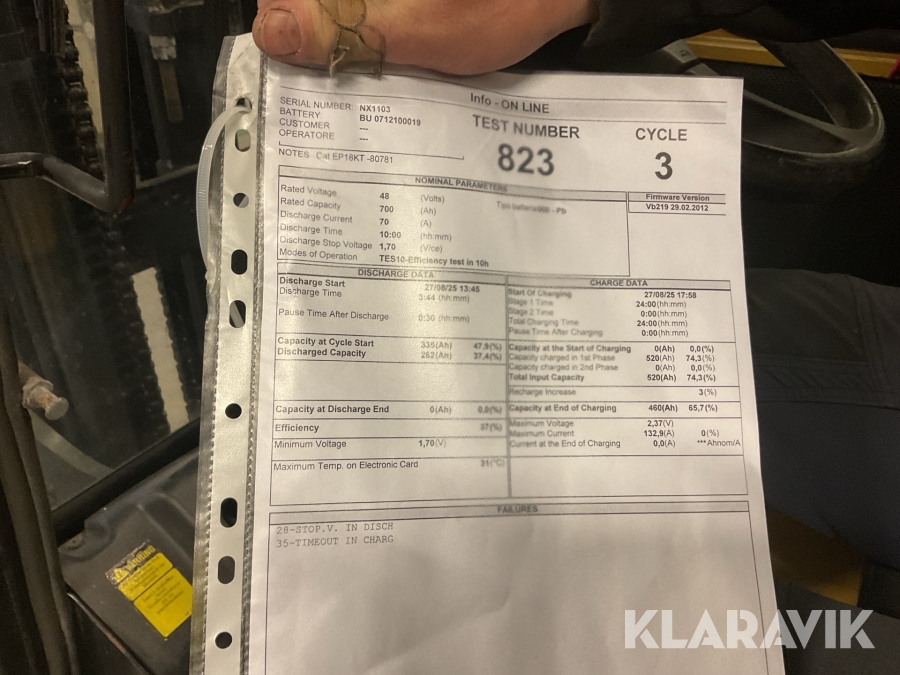 Info - ON LINE
SERIAL NUMBER: NX1103
BATTERY BU 0712100019
CUSTOMER ---
OPERATORE ---
TEST NUMBER
823
CYCLE
3
NOTES Cat EP18KT -80781
NOMINAL PARAMETERS
Rated Voltage 48 (Volts)
Rated Capacity 700 (Ah)
Discharge Current 70 (A)
Discharge Time 10:00 (hh:mm)
Discharge Stop Voltage 1,70 (V/ce)
Modes of Operation TES10-Efficiency test in 10h
- Pb
Firmware Version
Vb219 29.02.2012
DISCHARGE DATA
Discharge Start 27/08/25 13:45
Discharge Time 3:44 (hh:mm)
Pause Time After Discharge 0:30 (hh:mm)
Capacity at Cycle Start 335(Ah) 47,9(%)
Discharged Capacity 262(Ah) 37,4(%)
Capacity at Discharge End 0(Ah) 0,0(%)
Efficiency 37(%)
Minimum Voltage 1,70(V)
Maximum Temp. on Electronic Card 31(°C)
CHARGE DATA
Start Of Charging 27/08/25 17:58
Stage 1 Time 24:00(hh:mm)
Stage 2 Time 0:00(hh:mm)
Total Charging Time 24:00(hh:mm)
Pause Time After Charging 0:00(hh:mm)
Capacity at the Start of Charging 0(Ah) 0,0(%)
Capacity charged in 1st Phase 520(Ah) 74,3(%)
Capacity charged in 2nd Phase 0(Ah) 0,0(%)
Total Input Capacity 520(Ah) 74,3(%)
Recharge Increase 3(%)
Capacity at End of Charging 460(Ah) 65,7(%)
Maximum Voltage 2,37(V)
Maximum Current 132,9(A) 0(%)
Current at the End of Charging 0,0(A) ***Ahnom/A
FAILURES
28-STOP.V. IN DISCH
35-TIMEOUT IN CHARG
WARNING
KLARAVIK